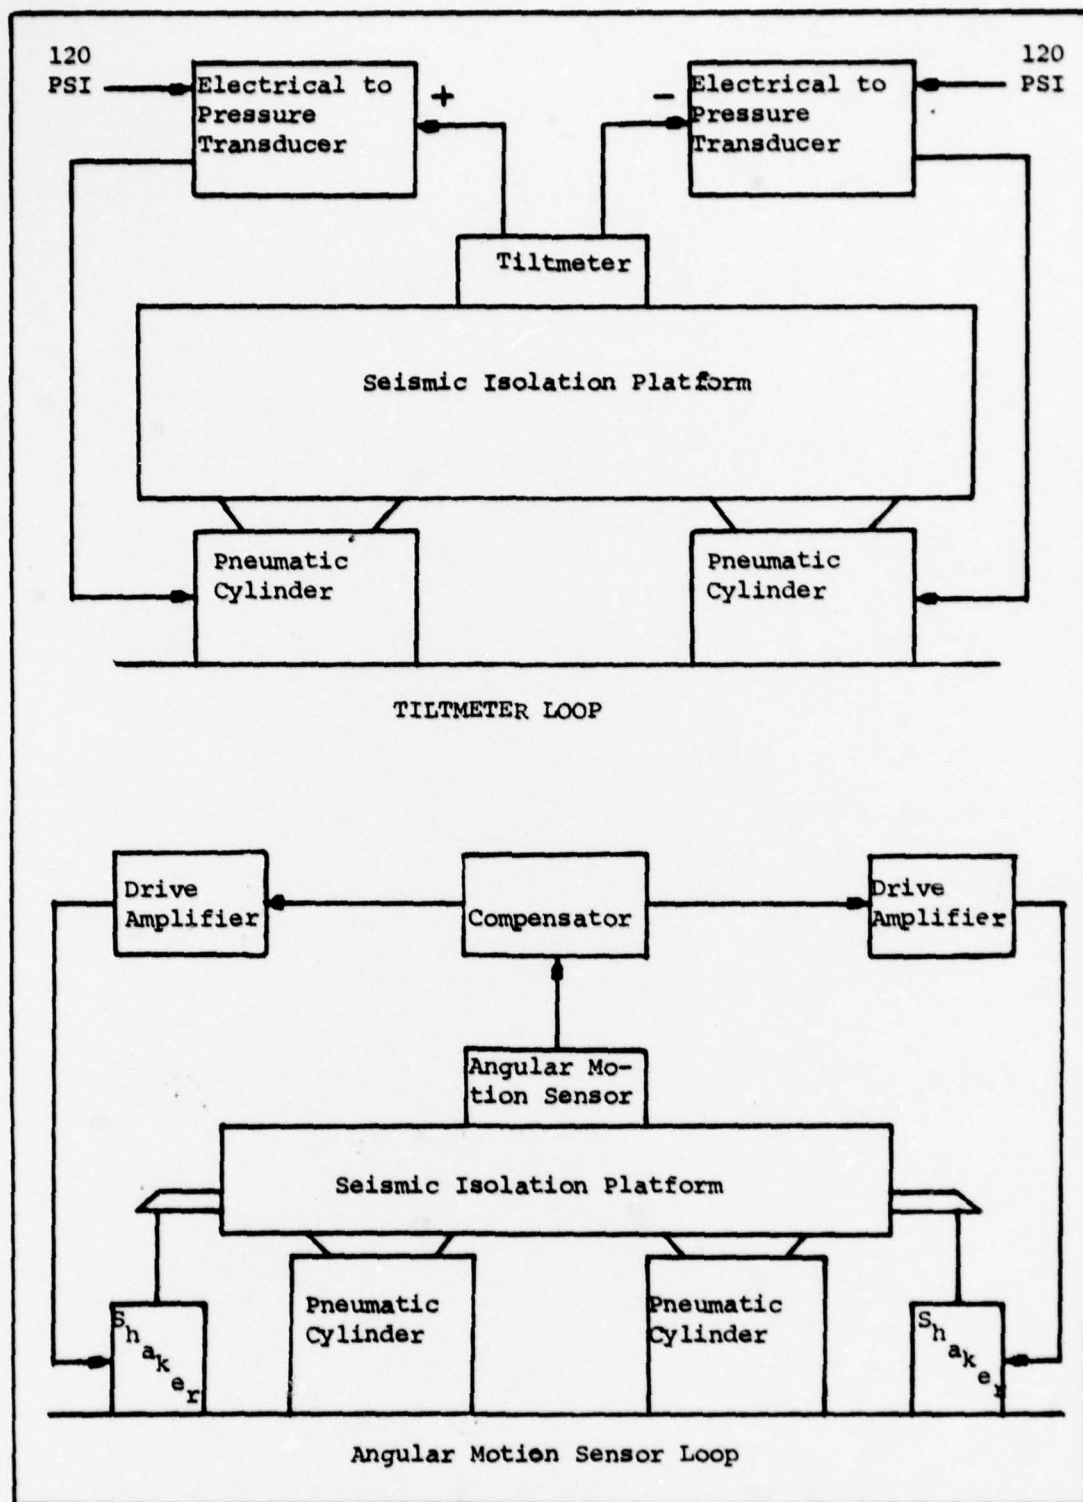 120
PSI
Electrical to
Pressure
Transducer
+
−
Electrical to
Pressure
Transducer
120
PSI
Tiltmeter
Seismic Isolation Platform
Pneumatic
Cylinder
Pneumatic
Cylinder
TILTMETER LOOP
Drive
Amplifier
Compensator
Drive
Amplifier
Angular Mo-
tion Sensor
Seismic Isolation Platform
Shaker
Pneumatic
Cylinder
Pneumatic
Cylinder
Shaker
Angular Motion Sensor Loop